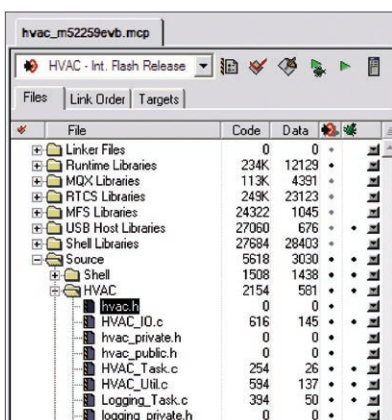 hvac_m52259evb.mcp
HVAC - Int. Flash Release
Files Link Order Targets
File Code Data
Linker Files 0 0
Runtime Libraries 234K 12129
MQX Libraries 113K 4391
RTCS Libraries 249K 23123
MFS Libraries 24322 1045
USB Host Libraries 27060 676
Shell Libraries 27684 28403
Source 5618 3030
Shell 1508 1438
HVAC 2154 581
hvac.h 0 0
HVAC_IO.c 616 145
hvac_private.h 0 0
hvac_public.h 0 0
HVAC_Task.c 254 26
HVAC_Util.c 594 137
Logging_Task.c 394 50
logging_private.h 0 0